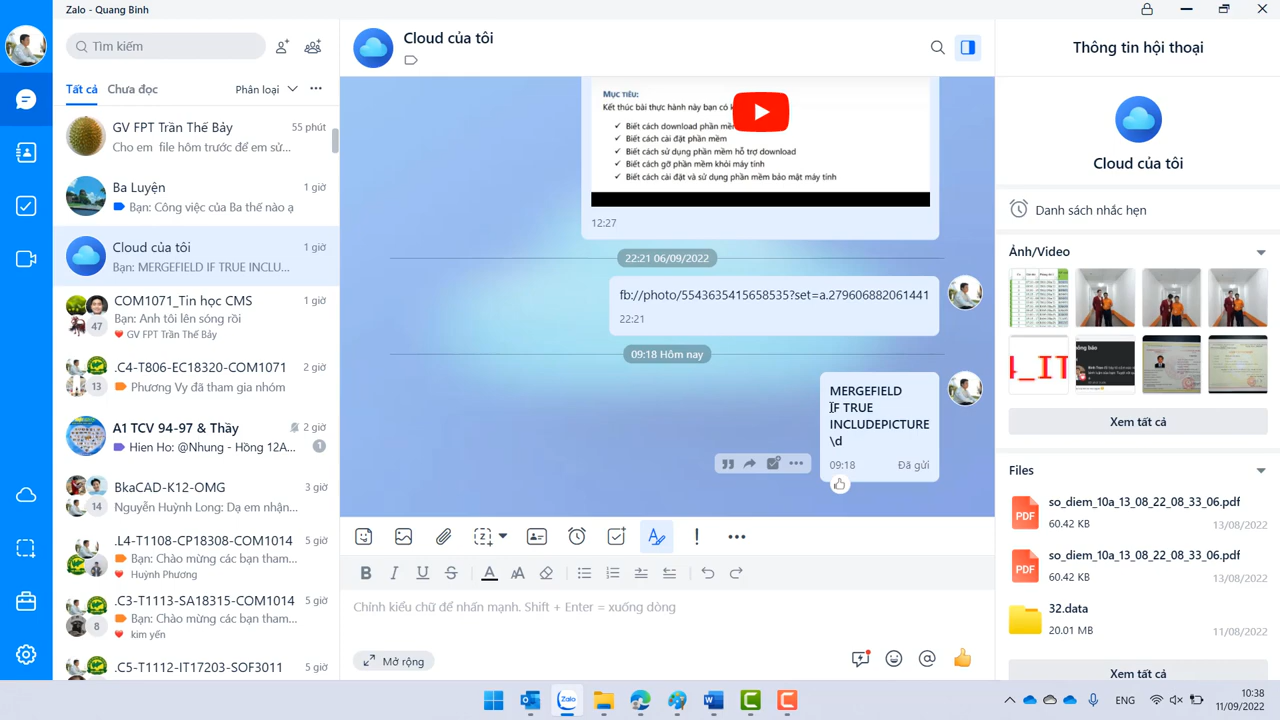 Zalo - Quang Binh
Tìm kiếm
Tất cả
Chưa đọc
Phân loại
GV FPT Trần Thế Bảy
55 phút
Cho em file hôm trước để em sử...
Ba Luyện
1 giờ
Bạn: Công việc của Ba thế nào ạ
Cloud của tôi
1 giờ
Bạn: MERGEFIELD IF TRUE INCLU...
COM1071_Tin học CMS
1 giờ
Bạn: Anh tôi lên sóng rồi
47
GV FPT Trần Thế Bảy
.C4-T806-EC18320-COM1071
2 giờ
13
Phương Vy đã tham gia nhóm
A1 TCV 94-97 & Thầy
2 giờ
Hien Ho: @Nhung - Hồng 12A...
1
BkaCAD-K12-OMG
3 giờ
14
Nguyễn Huỳnh Long: Dạ em nhận...
.L4-T1108-CP18308-COM1014
5 giờ
Bạn: Chào mừng các bạn tham...
Huỳnh Phương
.C3-T1113-SA18315-COM1014
5 giờ
Bạn: Chào mừng các bạn tham...
8
kim yến
.C5-T1112-IT17203-SOF3011
5 giờ
Cloud của tôi
MỤC TIÊU:
Kết thúc bài thực hành này bạn có k
Biết cách download phần mề
Biết cách cài đặt phần mềm
Biết cách sử dụng phần mềm hỗ trợ download
Biết cách gỡ phần mềm khỏi máy tính
Biết cách cài đặt và sử dụng phần mềm bảo mật máy tính
12:27
22:21 06/09/2022
fb://photo/5543635415698536?set=a.279606882061441
22:21
09:18 Hôm nay
MERGEFIELD
IF TRUE
INCLUDEPICTURE
\d
09:18
Đã gửi
Chỉnh kiểu chữ để nhấn mạnh. Shift + Enter = xuống dòng
Mở rộng
Thông tin hội thoại
Cloud của tôi
Danh sách nhắc hẹn
Ảnh/Video
Xem tất cả
Files
PDF
so_diem_10a_13_08_22_08_33_06.pdf
60.42 KB
13/08/2022
PDF
so_diem_10a_13_08_22_08_33_06.pdf
60.42 KB
13/08/2022
32.data
20.01 MB
11/08/2022
Xem tất cả
Zalo
ENG
10:38
11/09/2022